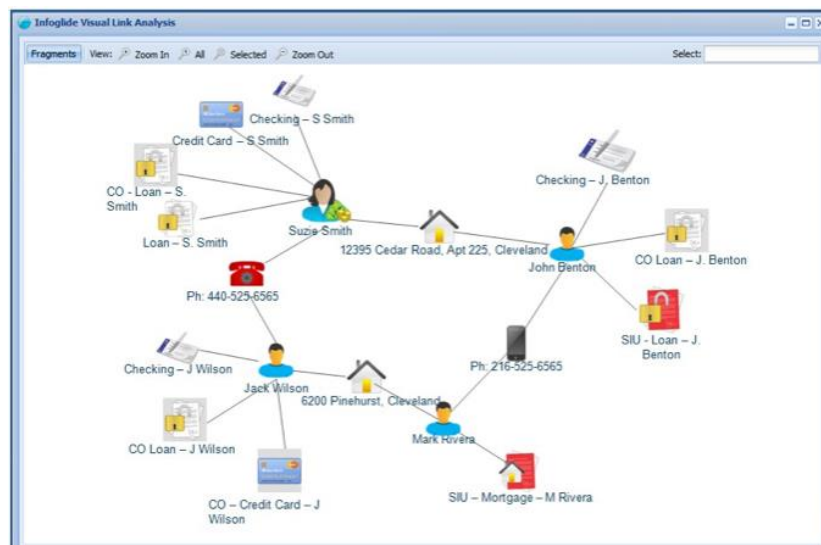 Infoglide Visual Link Analysis
Fragments View: Zoom In All Selected Zoom Out Select:
Checking – S Smith
Credit Card – S Smith
CO - Loan – S.
Smith
Loan – S. Smith
Suzie Smith
12395 Cedar Road, Apt 225, Cleveland
Checking – J. Benton
John Benton
CO Loan – J. Benton
SIU - Loan – J.
Benton
Ph: 440-525-6565
Ph: 216-525-6565
Checking – J Wilson
Jack Wilson
6200 Pinehurst, Cleveland
Mark Rivera
CO Loan – J Wilson
CO – Credit Card – J
Wilson
SIU – Mortgage – M Rivera